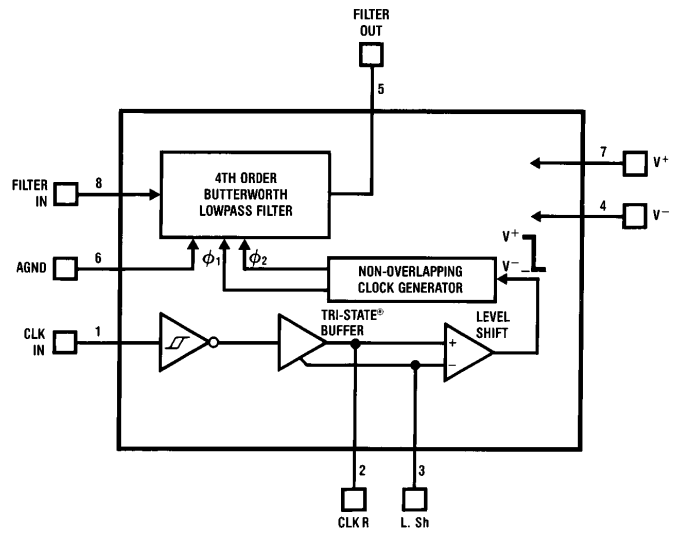 FILTER
OUT
5
4TH ORDER
BUTTERWORTH
LOWPASS FILTER
FILTER
IN
8
7
V+
4
V−
AGND
6
ϕ1
ϕ2
V+
V−
NON-OVERLAPPING
CLOCK GENERATOR
CLK
IN
1
TRI-STATE®
BUFFER
LEVEL
SHIFT
+
−
2
3
CLK R
L. Sh